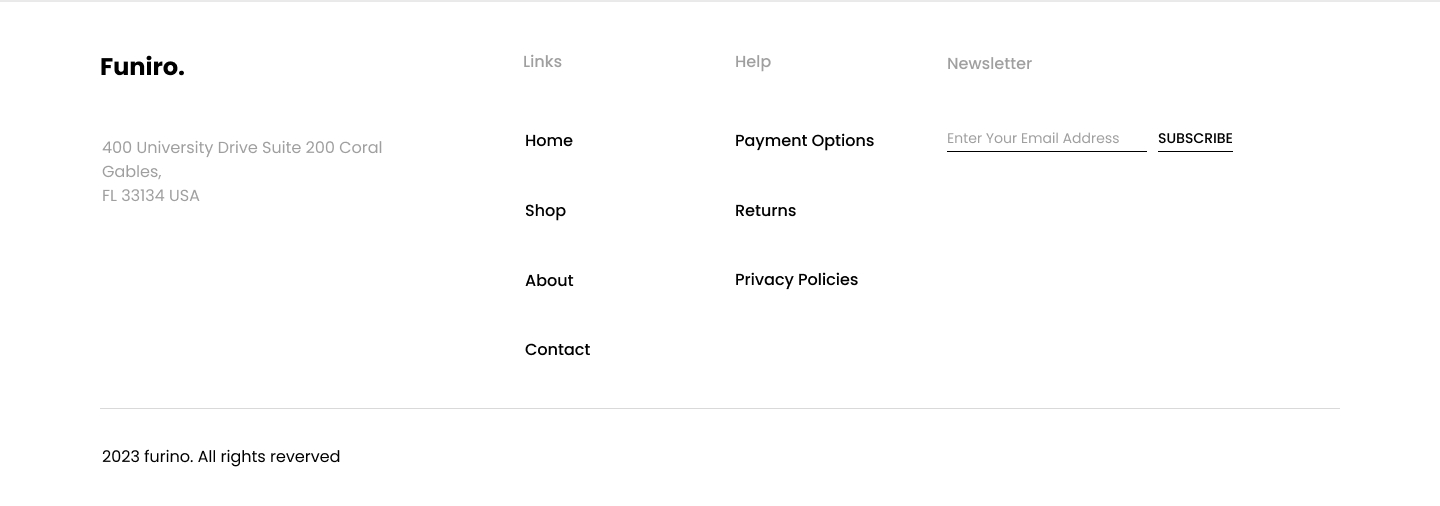 Funiro.
400 University Drive Suite 200 Coral
Gables,
FL 33134 USA
Links
Home
Shop
About
Contact
Help
Payment Options
Returns
Privacy Policies
Newsletter
Enter Your Email Address
SUBSCRIBE
2023 furino. All rights reverved